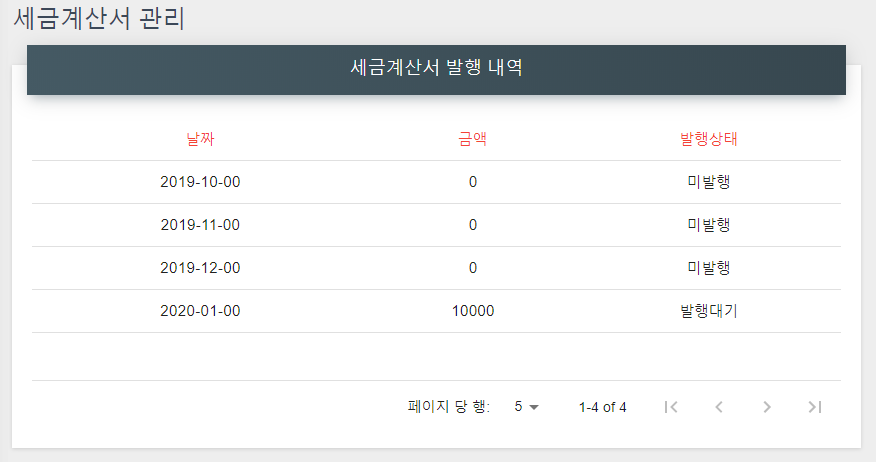 세금계산서 관리
세금계산서 발행 내역
날짜 금액 발행상태
2019-10-00 0 미발행
2019-11-00 0 미발행
2019-12-00 0 미발행
2020-01-00 10000 발행대기
페이지 당 행: 5 1-4 of 4